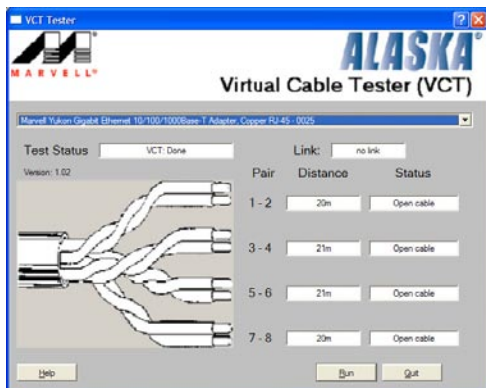 VCT Tester
MARVELL®
ALASKA®
Virtual Cable Tester (VCT)
Marvell Yukon Gigabit Ethernet 10/100/1000Base-T Adapter, Copper RJ-45 - 0025
Test Status VCT: Done Link: no link
Version: 1.02
Pair Distance Status
1 - 2 20m Open cable
3 - 4 21m Open cable
5 - 6 21m Open cable
7 - 8 20m Open cable
Help Run Quit